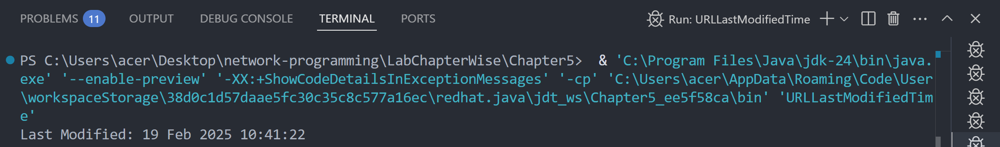 PROBLEMS 11 OUTPUT DEBUG CONSOLE TERMINAL PORTS Run: URLLastModifiedTime
PS C:\Users\acer\Desktop\network-programming\LabChapterWise\Chapter5>  & 'C:\Program Files\Java\jdk-24\bin\java.
exe' '--enable-preview' '-XX:+ShowCodeDetailsInExceptionMessages' '-cp' 'C:\Users\acer\AppData\Roaming\Code\User
\workspaceStorage\38d0c1d57daae5fc30c35c8c577a16ec\redhat.java\jdt_ws\Chapter5_ee5f58ca\bin' 'URLLastModifiedTim
e'
Last Modified: 19 Feb 2025 10:41:22